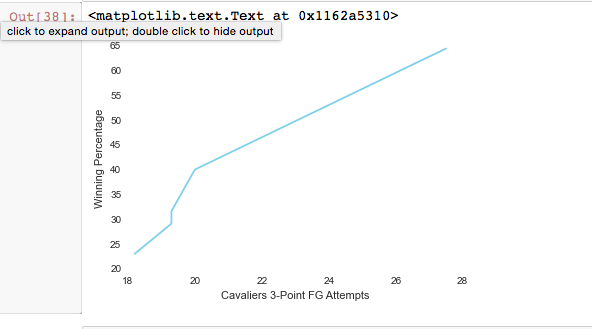 Out[38]: <matplotlib.text.Text at 0x1162a5310>
click to expand output; double click to hide output
65
60
55
50
45
40
35
30
25
20
Winning Percentage
18 20 22 24 26 28
Cavaliers 3-Point FG Attempts